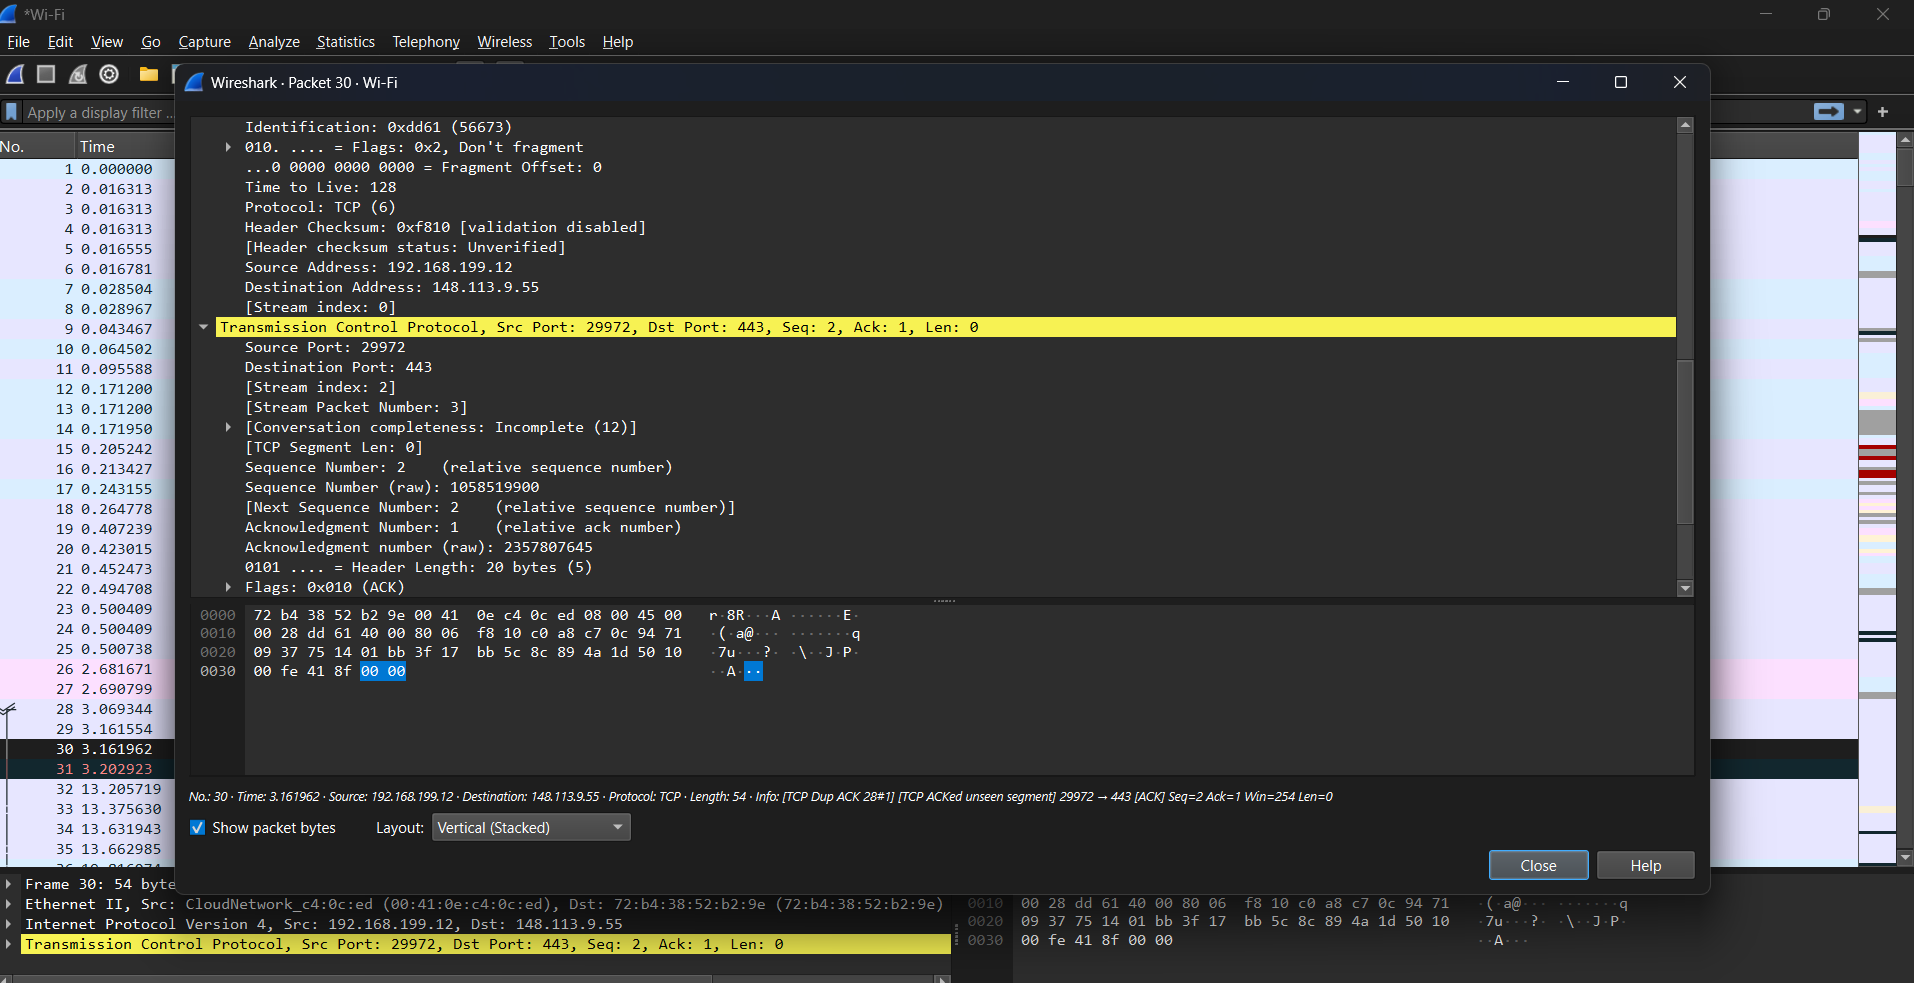 *Wi-Fi
File Edit View Go Capture Analyze Statistics Telephony Wireless Tools Help
Wireshark · Packet 30 · Wi-Fi
Apply a display filter ...
No. Time
1 0.000000
2 0.016313
3 0.016313
4 0.016313
5 0.016555
6 0.016781
7 0.028504
8 0.028967
9 0.043467
10 0.064502
11 0.095588
12 0.171200
13 0.171200
14 0.171950
15 0.205242
16 0.213427
17 0.243155
18 0.264778
19 0.407239
20 0.423015
21 0.452473
22 0.494708
23 0.500409
24 0.500409
25 0.500738
26 2.681671
27 2.690799
28 3.069344
29 3.161554
30 3.161962
31 3.202923
32 13.205719
33 13.375630
34 13.631943
35 13.662985
Identification: 0xdd61 (56673)
010. .... = Flags: 0x2, Don't fragment
...0 0000 0000 0000 = Fragment Offset: 0
Time to Live: 128
Protocol: TCP (6)
Header Checksum: 0xf810 [validation disabled]
[Header checksum status: Unverified]
Source Address: 192.168.199.12
Destination Address: 148.113.9.55
[Stream index: 0]
Transmission Control Protocol, Src Port: 29972, Dst Port: 443, Seq: 2, Ack: 1, Len: 0
Source Port: 29972
Destination Port: 443
[Stream index: 2]
[Stream Packet Number: 3]
[Conversation completeness: Incomplete (12)]
[TCP Segment Len: 0]
Sequence Number: 2 (relative sequence number)
Sequence Number (raw): 1058519900
[Next Sequence Number: 2 (relative sequence number)]
Acknowledgment Number: 1 (relative ack number)
Acknowledgment number (raw): 2357807645
0101 .... = Header Length: 20 bytes (5)
Flags: 0x010 (ACK)
0000 72 b4 38 52 b2 9e 00 41 0e c4 0c ed 08 00 45 00 r·8R···A ······E·
0010 00 28 dd 61 40 00 80 06 f8 10 c0 a8 c7 0c 94 71 ·(·a@··· ·······q
0020 09 37 75 14 01 bb 3f 17 bb 5c 8c 89 4a 1d 50 10 ·7u···?· ·\··J·P·
0030 00 fe 41 8f 00 00 ··A···
No.: 30 · Time: 3.161962 · Source: 192.168.199.12 · Destination: 148.113.9.55 · Protocol: TCP · Length: 54 · Info: [TCP Dup ACK 28#1] [TCP ACKed unseen segment] 29972 → 443 [ACK] Seq=2 Ack=1 Win=254 Len=0
Show packet bytes Layout: Vertical (Stacked)
Close Help
Frame 30: 54 byte
Ethernet II, Src: CloudNetwork_c4:0c:ed (00:41:0e:c4:0c:ed), Dst: 72:b4:38:52:b2:9e (72:b4:38:52:b2:9e)
Internet Protocol Version 4, Src: 192.168.199.12, Dst: 148.113.9.55
Transmission Control Protocol, Src Port: 29972, Dst Port: 443, Seq: 2, Ack: 1, Len: 0
0010 00 28 dd 61 40 00 80 06 f8 10 c0 a8 c7 0c 94 71 ·(·a@··· ·······q
0020 09 37 75 14 01 bb 3f 17 bb 5c 8c 89 4a 1d 50 10 ·7u···?· ·\··J·P·
0030 00 fe 41 8f 00 00 ··A···